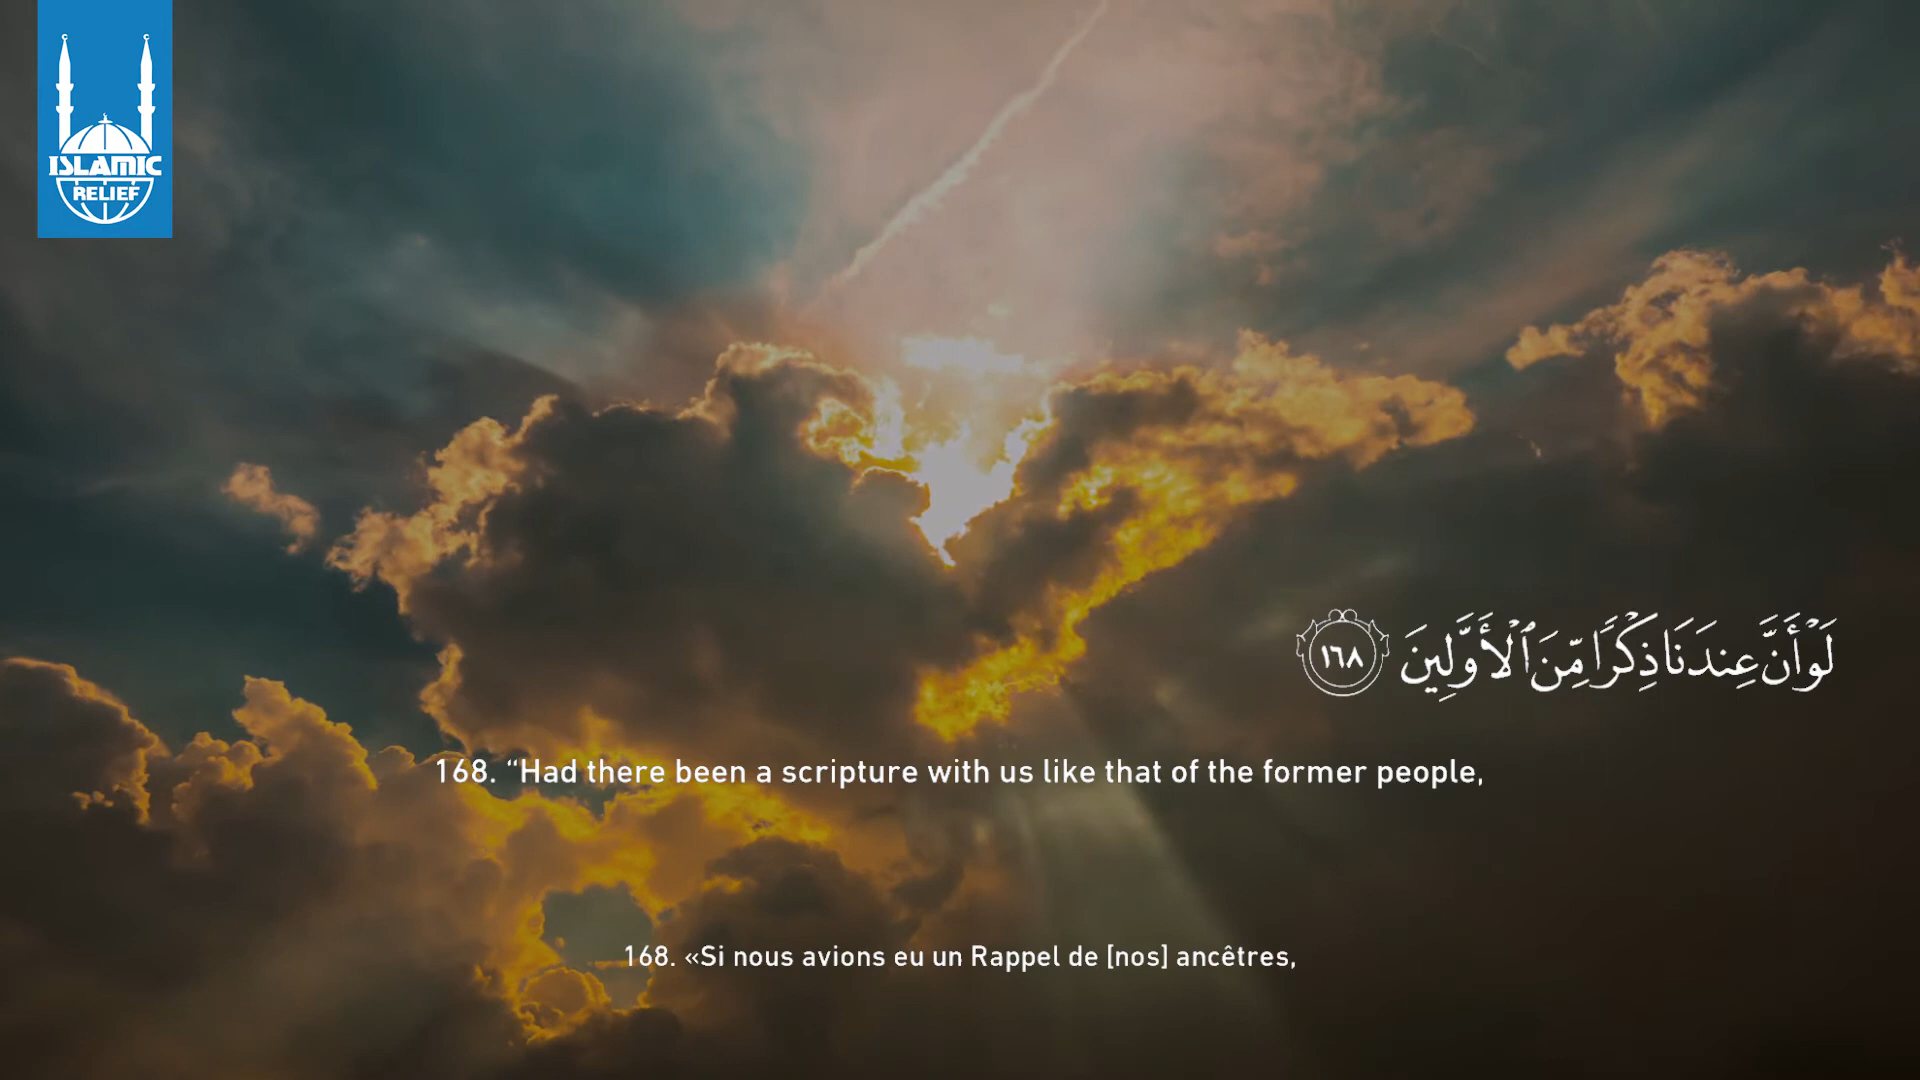 ISLAMIC
RELIEF
لَوْ أَنَّ عِندَنَا ذِكْرًا مِّنَ ٱلْأَوَّلِينَ ١٦٨
168. “Had there been a scripture with us like that of the former people,
168. «Si nous avions eu un Rappel de [nos] ancêtres,